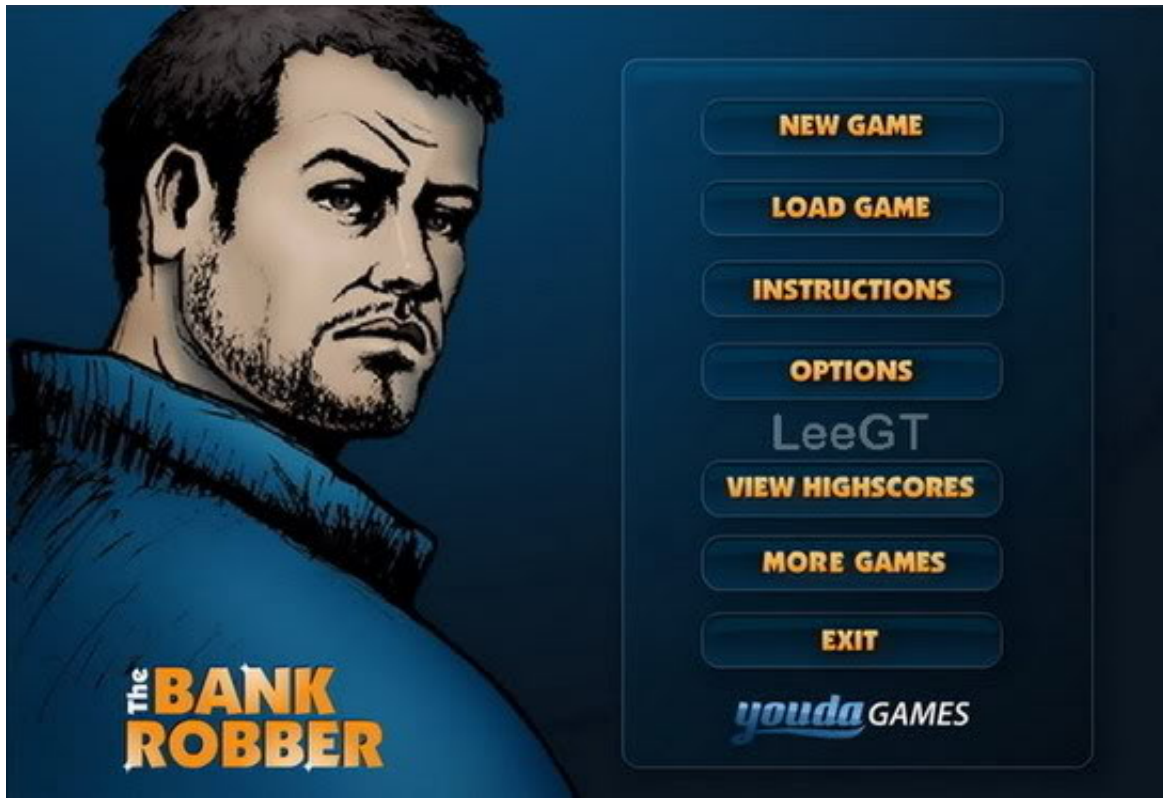 NEW GAME
LOAD GAME
INSTRUCTIONS
OPTIONS
LeeGT
VIEW HIGHSCORES
MORE GAMES
EXIT
youda GAMES
The BANK
ROBBER